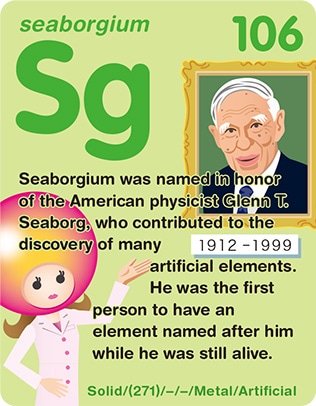 seaborgium
106
Sg
Seaborgium was named in honor
of the American physicist Glenn T.
Seaborg, who contributed to the
discovery of many
1912 –1999
artificial elements.
He was the first
person to have an
element named after him
while he was still alive.
Solid/(271)/–/–/Metal/Artificial